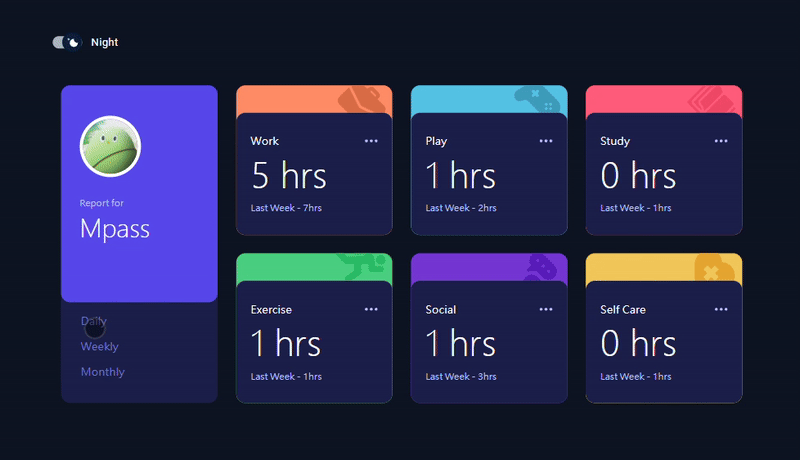 Night
Report for
Mpass
Daily
Weekly
Monthly
Work
5 hrs
Last Week - 7hrs
Play
1 hrs
Last Week - 2hrs
Study
0 hrs
Last Week - 1hrs
Exercise
1 hrs
Last Week - 1hrs
Social
1 hrs
Last Week - 3hrs
Self Care
0 hrs
Last Week - 1hrs